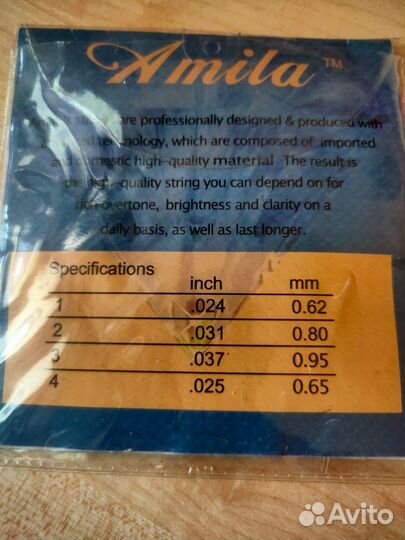 Amila™
are professionally designed & produced with
technology, which are composed of imported
and domestic high-quality material The result is
the high-quality string you can depend on for
rich overtone, brightness and clarity on a
daily basis, as well as last longer.
Specifications inch mm
1 .024 0.62
2 .031 0.80
3 .037 0.95
4 .025 0.65
Avito